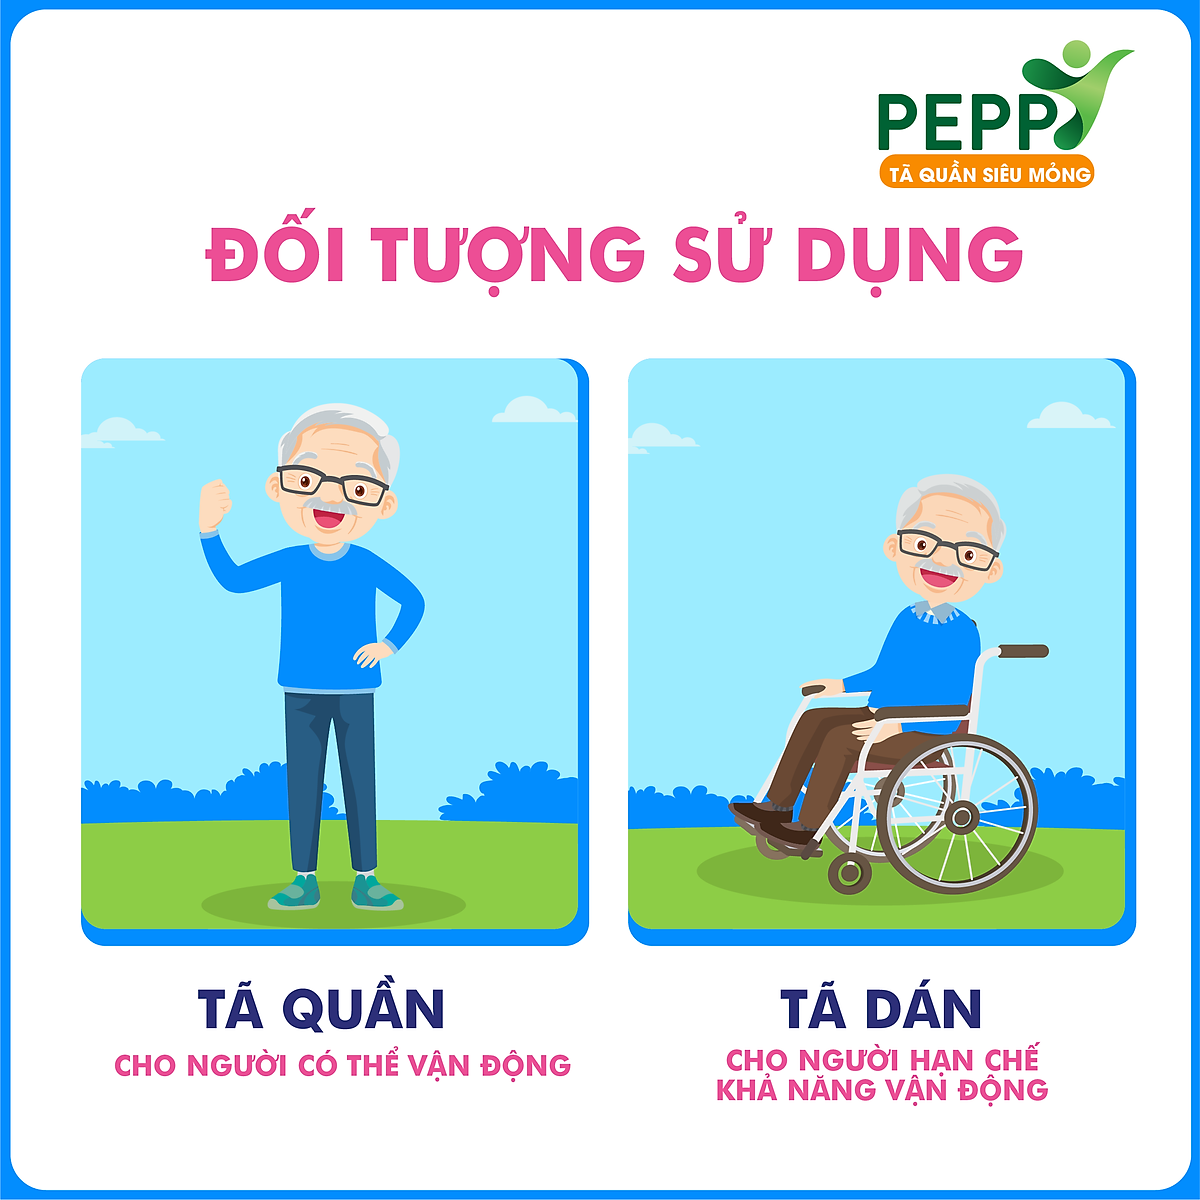 PEPPY
TÃ QUẦN SIÊU MỎNG
ĐỐI TƯỢNG SỬ DỤNG
TÃ QUẦN
CHO NGƯỜI CÓ THỂ VẬN ĐỘNG
TÃ DÁN
CHO NGƯỜI HẠN CHẾ
KHẢ NĂNG VẬN ĐỘNG